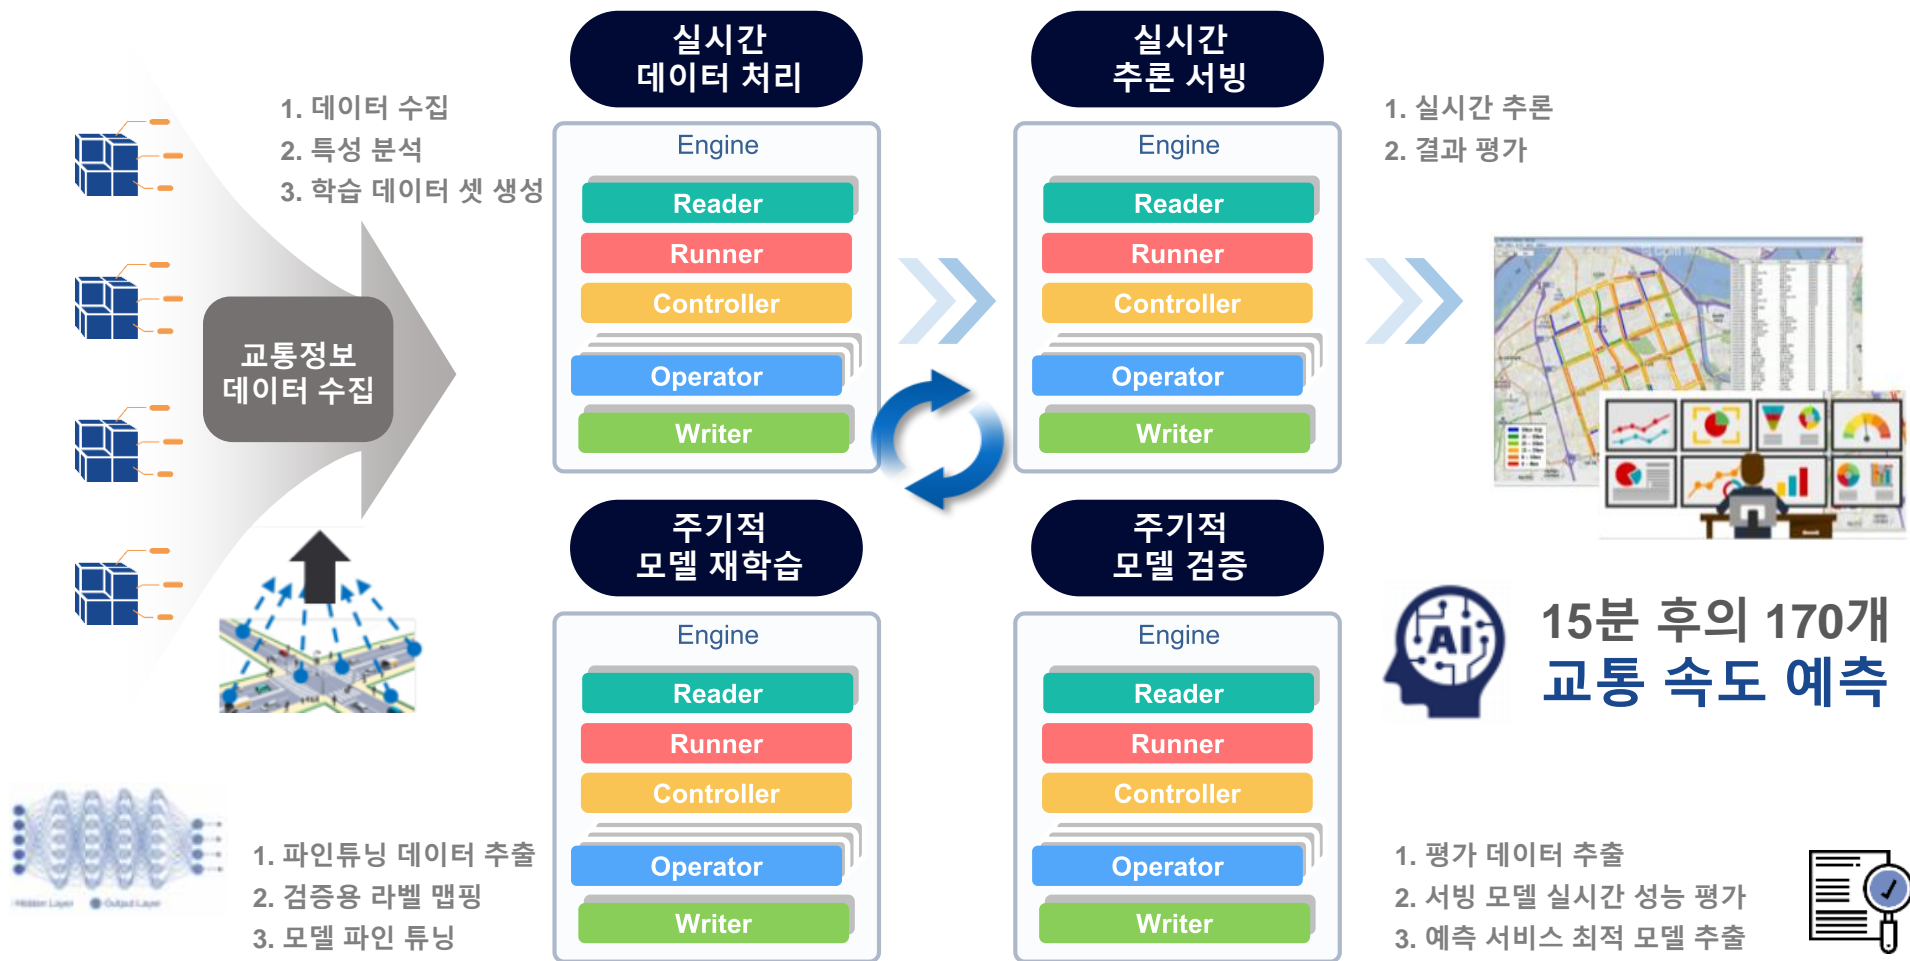 실시간
데이터 처리
실시간
추론 서빙
1. 데이터 수집
2. 특성 분석
3. 학습 데이터 셋 생성
Engine
Reader
Runner
Controller
Operator
Writer
Engine
Reader
Runner
Controller
Operator
Writer
1. 실시간 추론
2. 결과 평가
교통정보
데이터 수집
주기적
모델 재학습
주기적
모델 검증
Engine
Reader
Runner
Controller
Operator
Writer
Engine
Reader
Runner
Controller
Operator
Writer
AI
15분 후의 170개
교통 속도 예측
Hidden Layer
Output Layer
1. 파인튜닝 데이터 추출
2. 검증용 라벨 맵핑
3. 모델 파인 튜닝
1. 평가 데이터 추출
2. 서빙 모델 실시간 성능 평가
3. 예측 서비스 최적 모델 추출